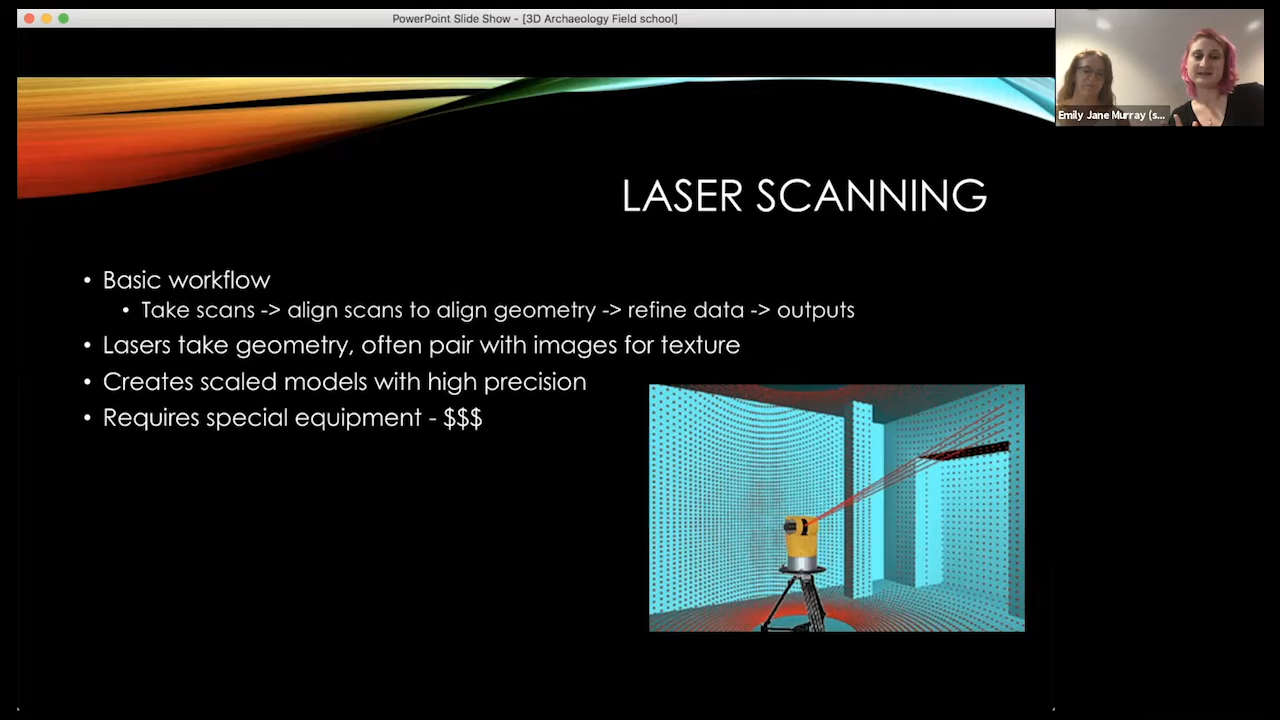 PowerPoint Slide Show - [3D Archaeology Field school]
Emily Jane Murray (s...
LASER SCANNING
• Basic workflow
• Take scans -> align scans to align geometry -> refine data -> outputs
• Lasers take geometry, often pair with images for texture
• Creates scaled models with high precision
• Requires special equipment - $$$